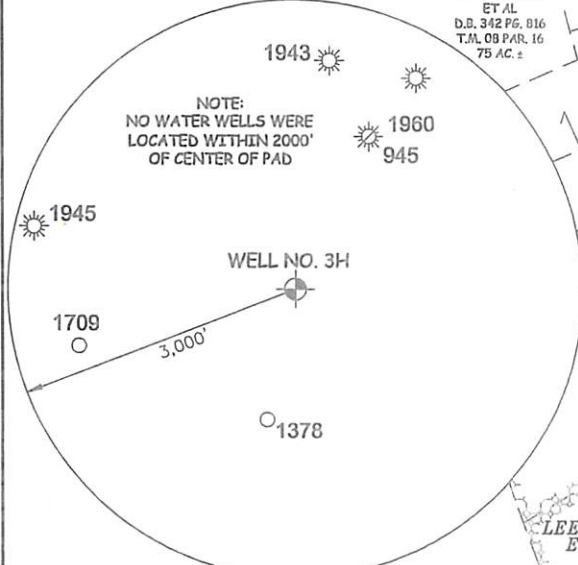 ET AL
D.B. 342 PG. 816
T.M. 08 PAR. 16
75 AC. ±
1943
NOTE:
NO WATER WELLS WERE
LOCATED WITHIN 2000'
OF CENTER OF PAD
1960
945
1945
WELL NO. 3H
1709
3,000'
1378
LEE
E